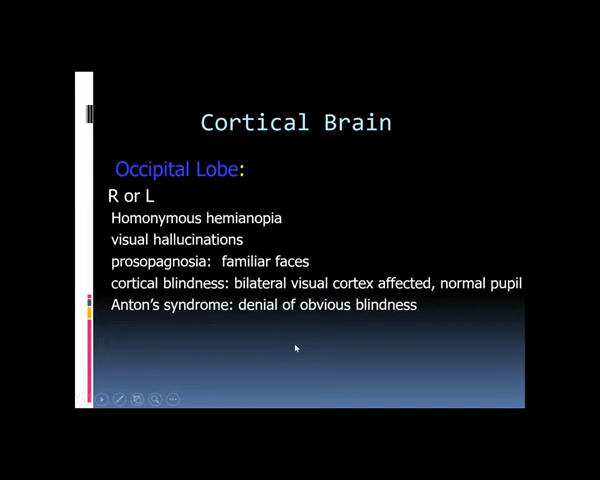 Cortical Brain
Occipital Lobe:
R or L
Homonymous hemianopia
visual hallucinations
prosopagnosia: familiar faces
cortical blindness: bilateral visual cortex affected, normal pupil
Anton's syndrome: denial of obvious blindness